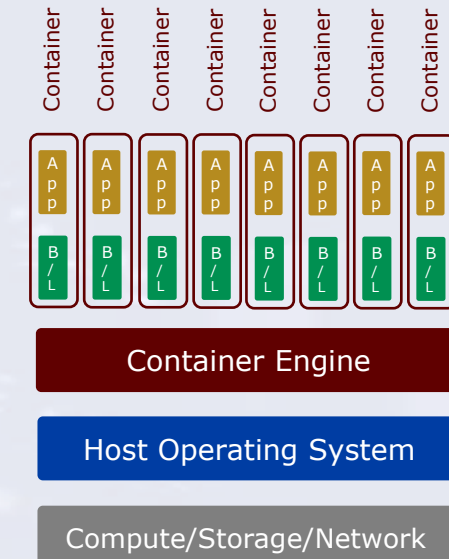 Container Container Container Container Container Container Container Container
App App App App App App App App
B/L B/L B/L B/L B/L B/L B/L B/L
Container Engine
Host Operating System
Compute/Storage/Network